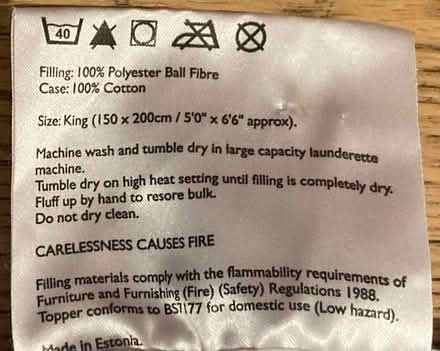 40
Filling: 100% Polyester Ball Fibre
Case: 100% Cotton
Size: King (150 x 200cm / 5'0" x 6'6" approx).
Machine wash and tumble dry in large capacity launderette
machine.
Tumble dry on high heat setting until filling is completely dry.
Fluff up by hand to resore bulk.
Do not dry clean.
CARELESSNESS CAUSES FIRE
Filling materials comply with the flammability requirements of
Furniture and Furnishing (Fire) (Safety) Regulations 1988.
Topper conforms to BS1177 for domestic use (Low hazard).
Made in Estonia.